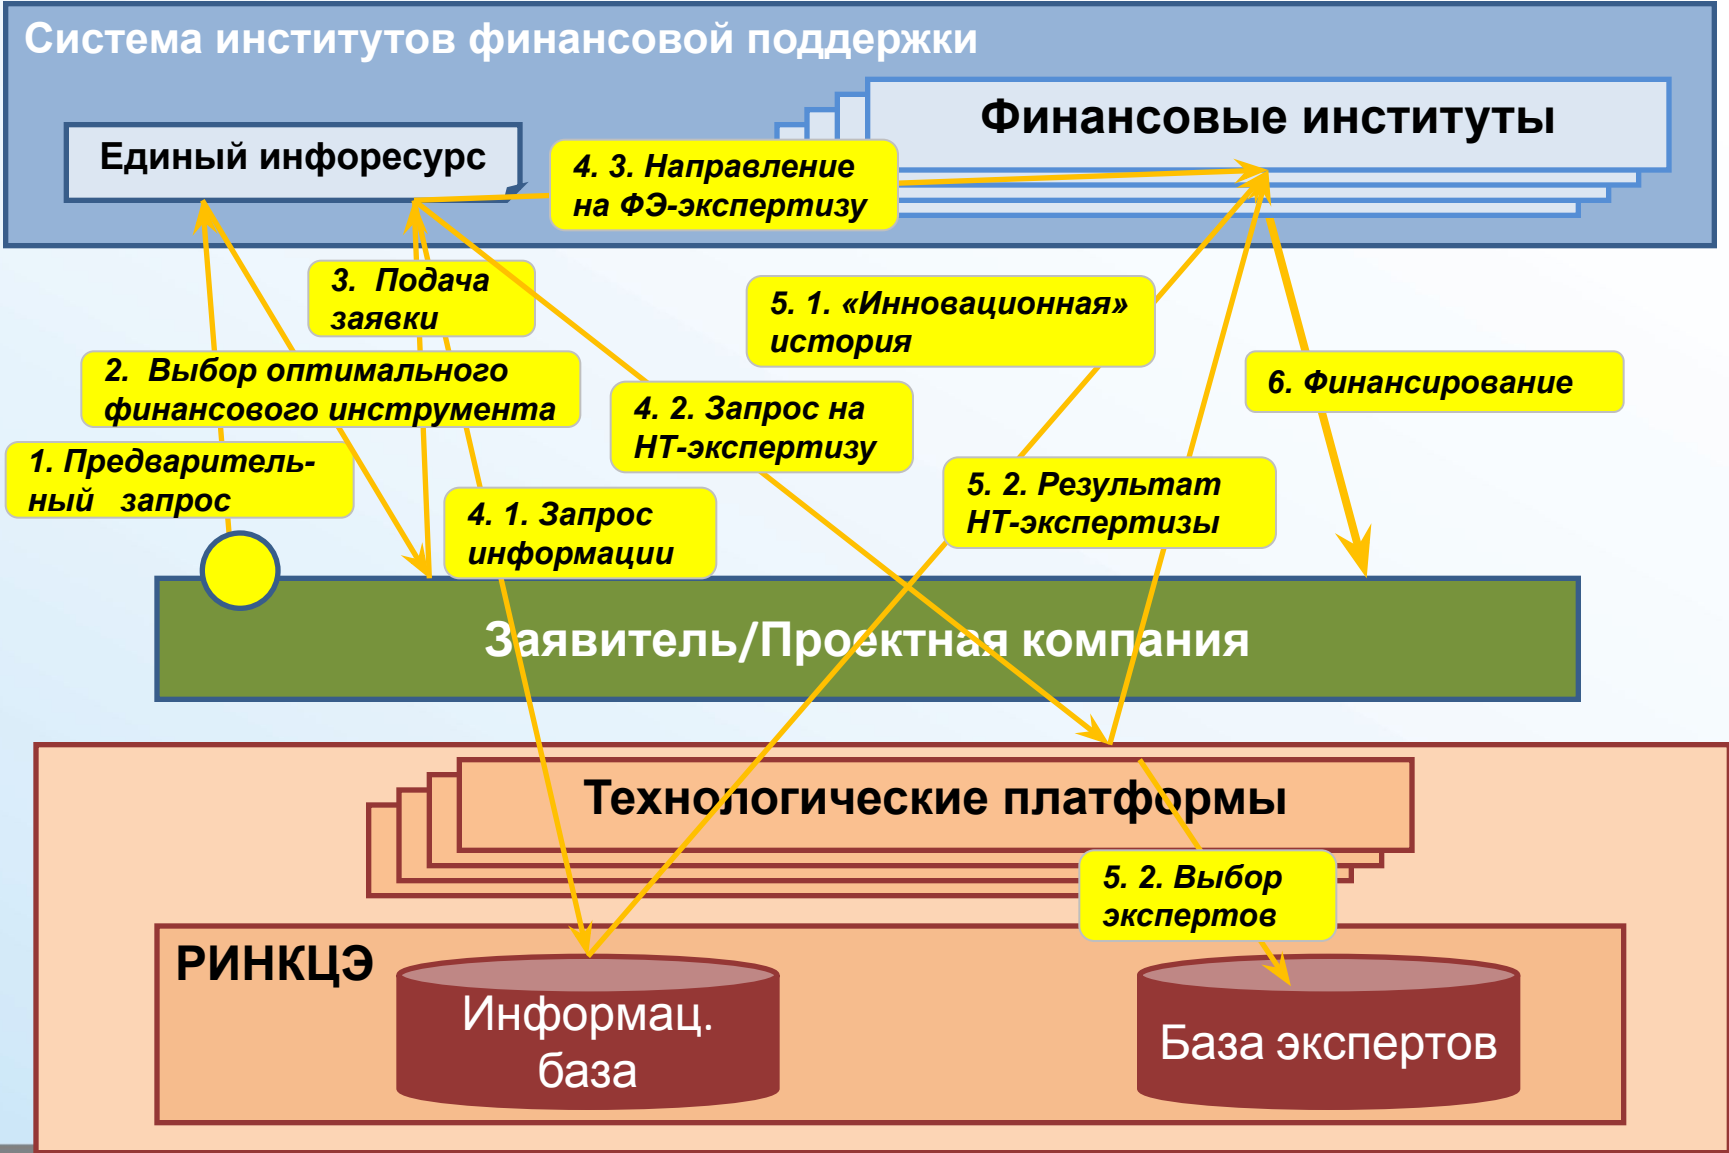 Система институтов финансовой поддержки
Финансовые институты
Единый инфоресурс
4. 3. Направление
на ФЭ-экспертизу
3. Подача
заявки
5. 1. «Инновационная»
история
2. Выбор оптимального
финансового инструмента
6. Финансирование
4. 2. Запрос на
НТ-экспертизу
1. Предваритель-
ный запрос
5. 2. Результат
НТ-экспертизы
4. 1. Запрос
информации
Заявитель/Проектная компания
Технологические платформы
5. 2. Выбор
экспертов
РИНКЦЭ
Информац.
база
База экспертов